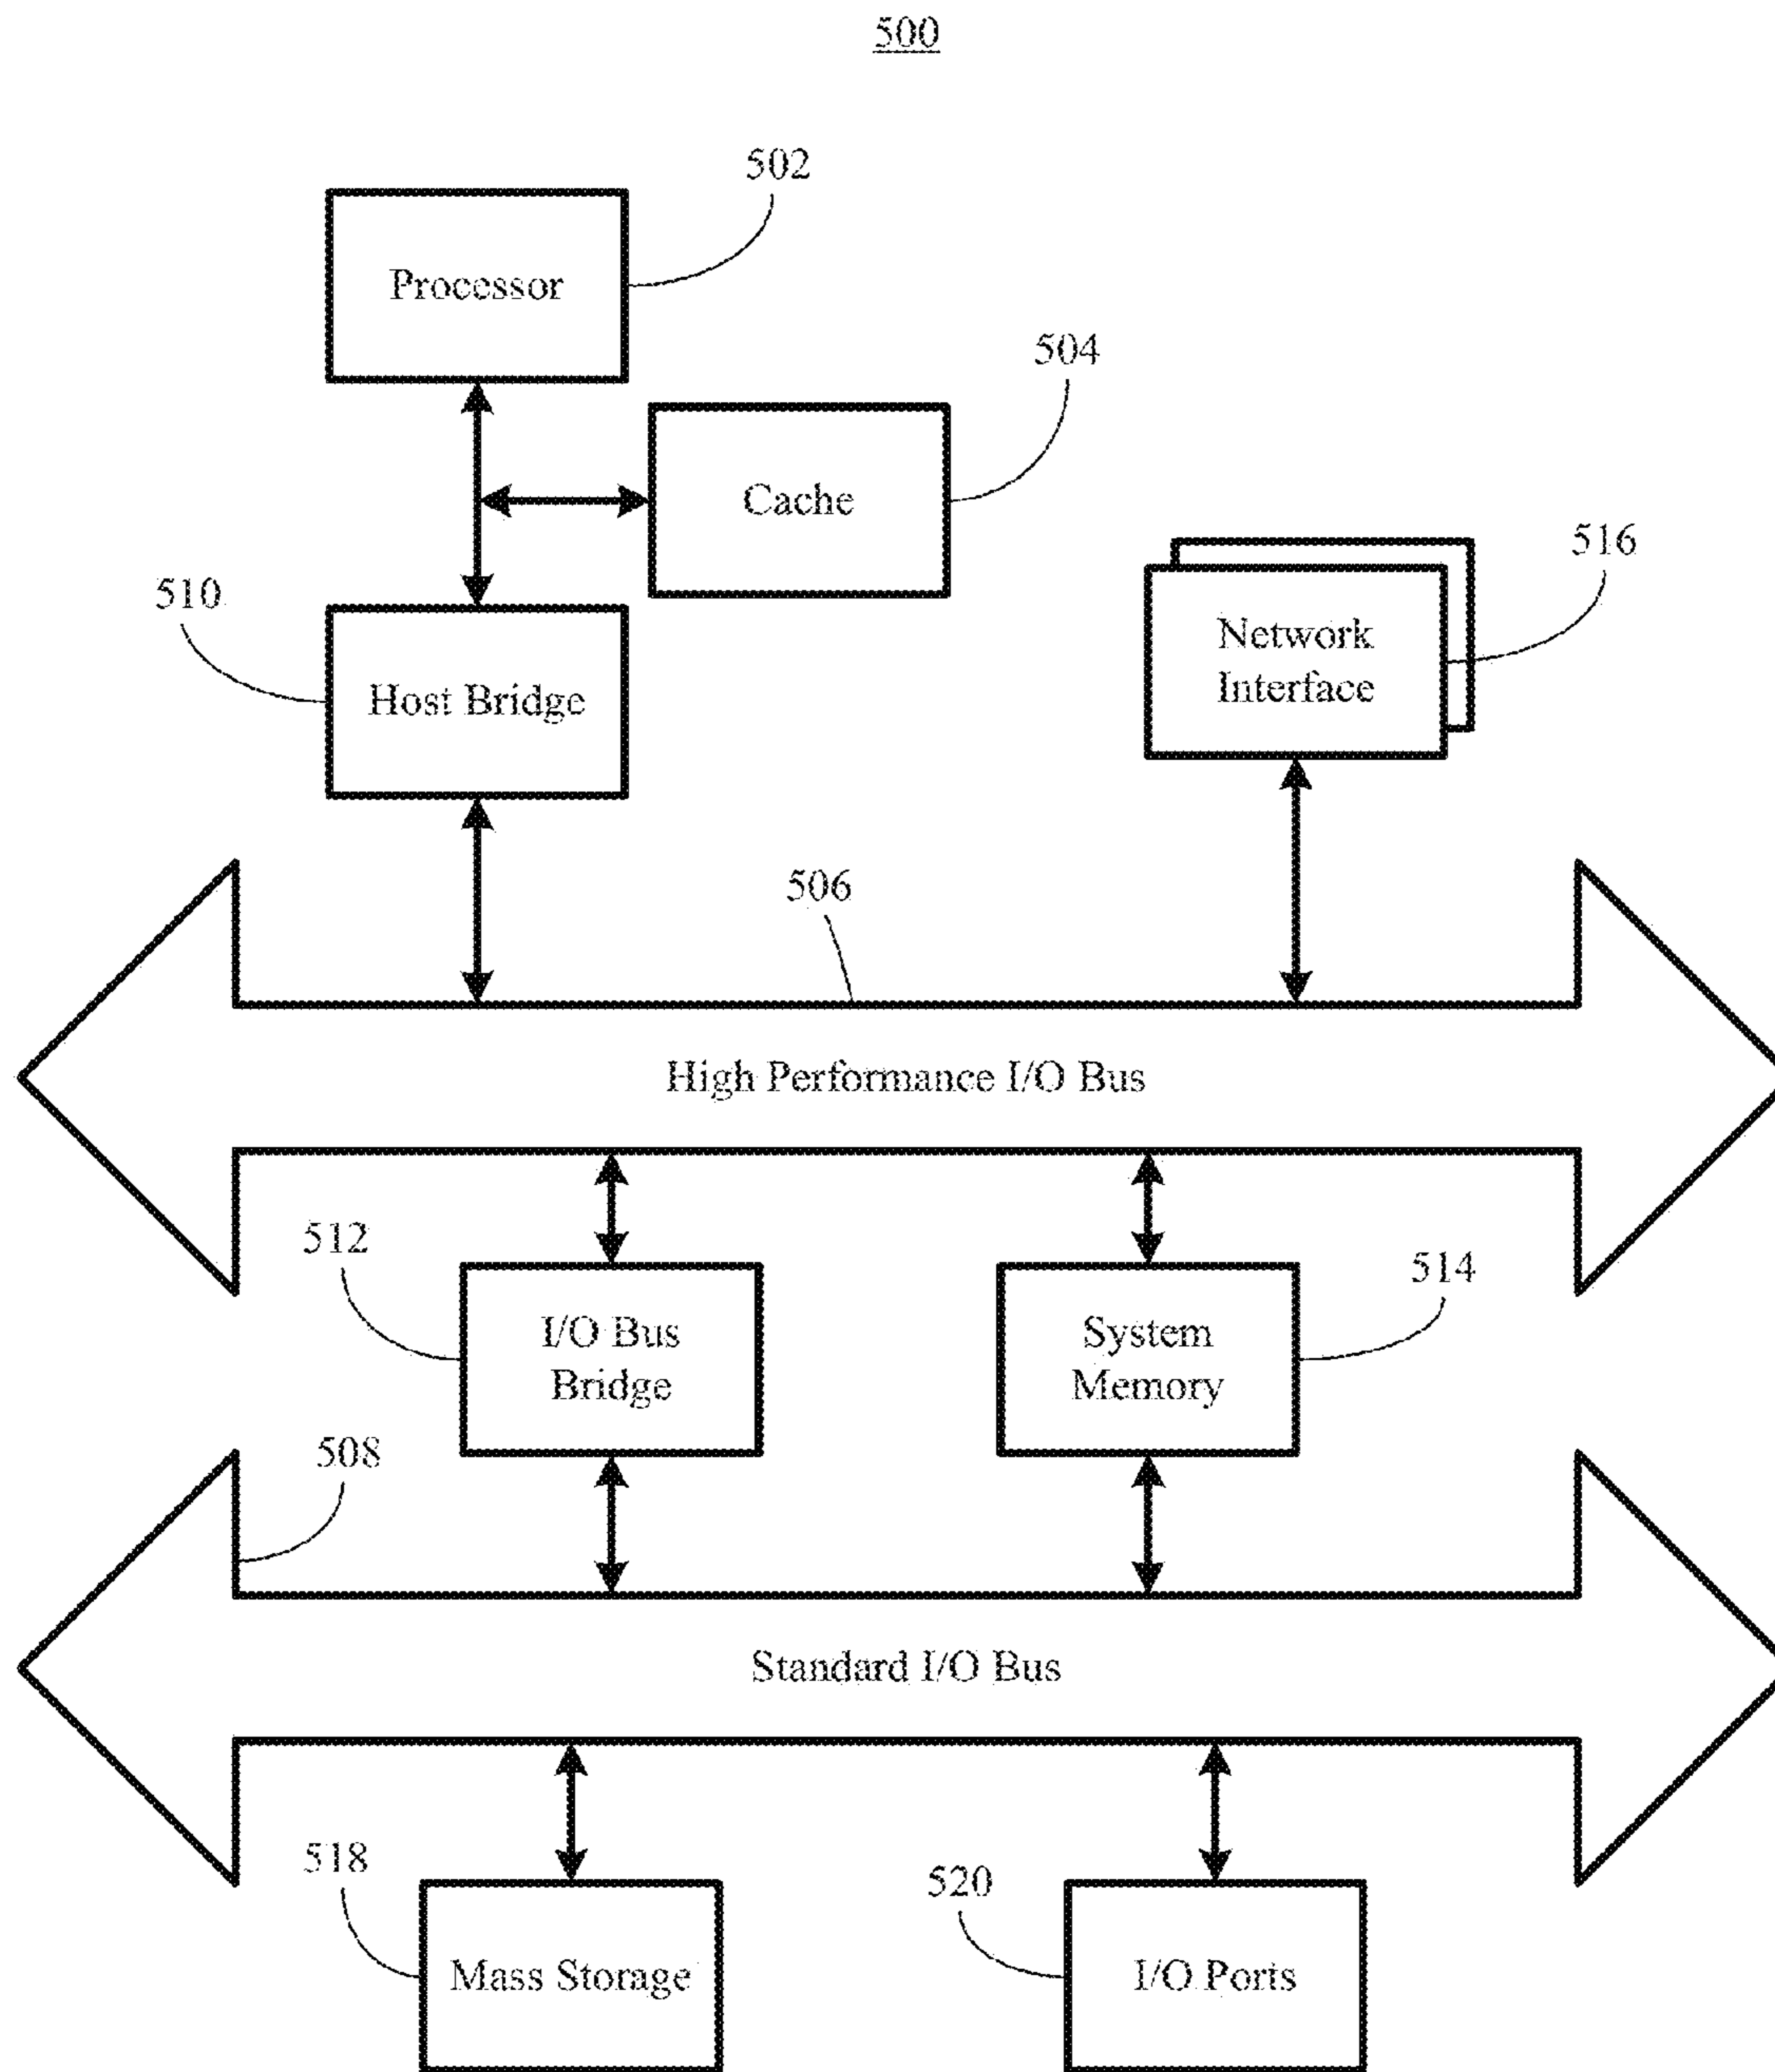 500
502
Processor
504
Cache
516
510
Network
Interface
Host Bridge
506
High Performance I/O Bus
512
514
I/O Bus
Bridge
System
Memory
508
Standard I/O Bus
518
520
Mass Storage
I/O Ports